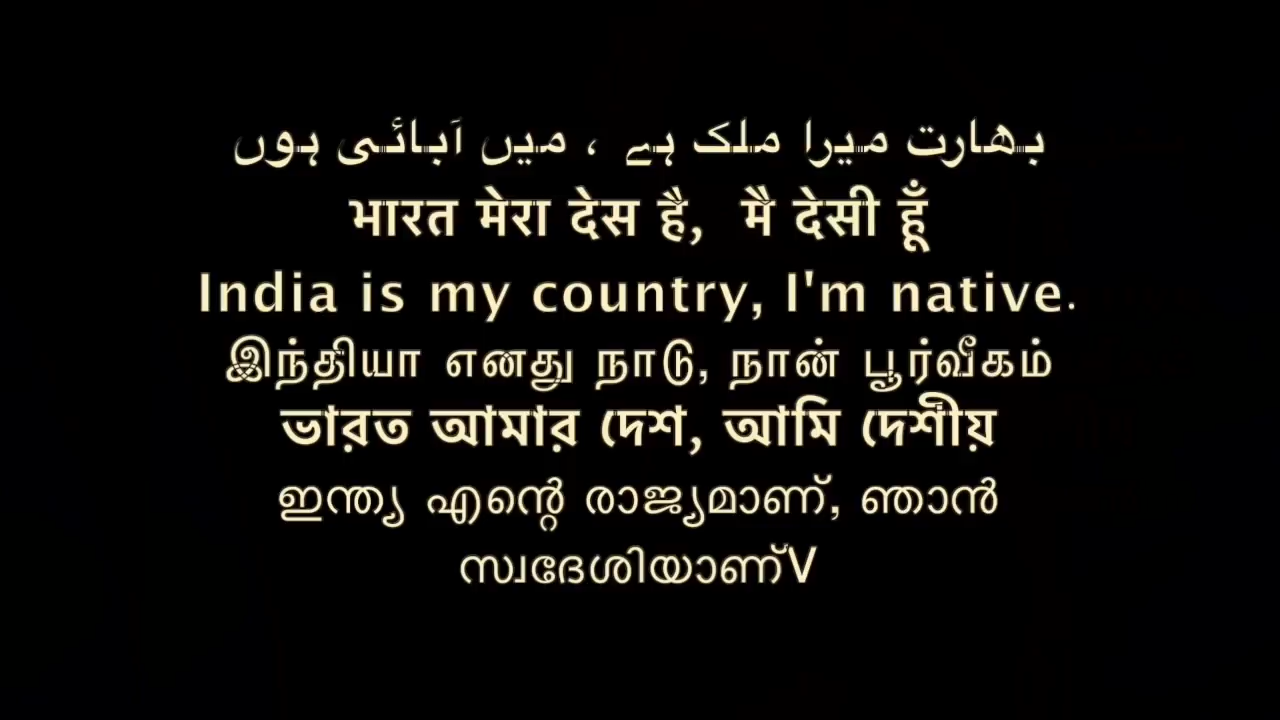 بھارت میرا ملک ہے ، میں آبائی ہوں
भारत मेरा देस है, मै देसी हूँ
India is my country, I'm native.
இந்தியா எனது நாடு, நான் பூர்வீகம்
ভারত আমার দেশ, আমি দেশীয়
ഇന്ത്യ എന്റെ രാജ്യമാണ്, ഞാൻ
സ്വദേശിയാണ്V